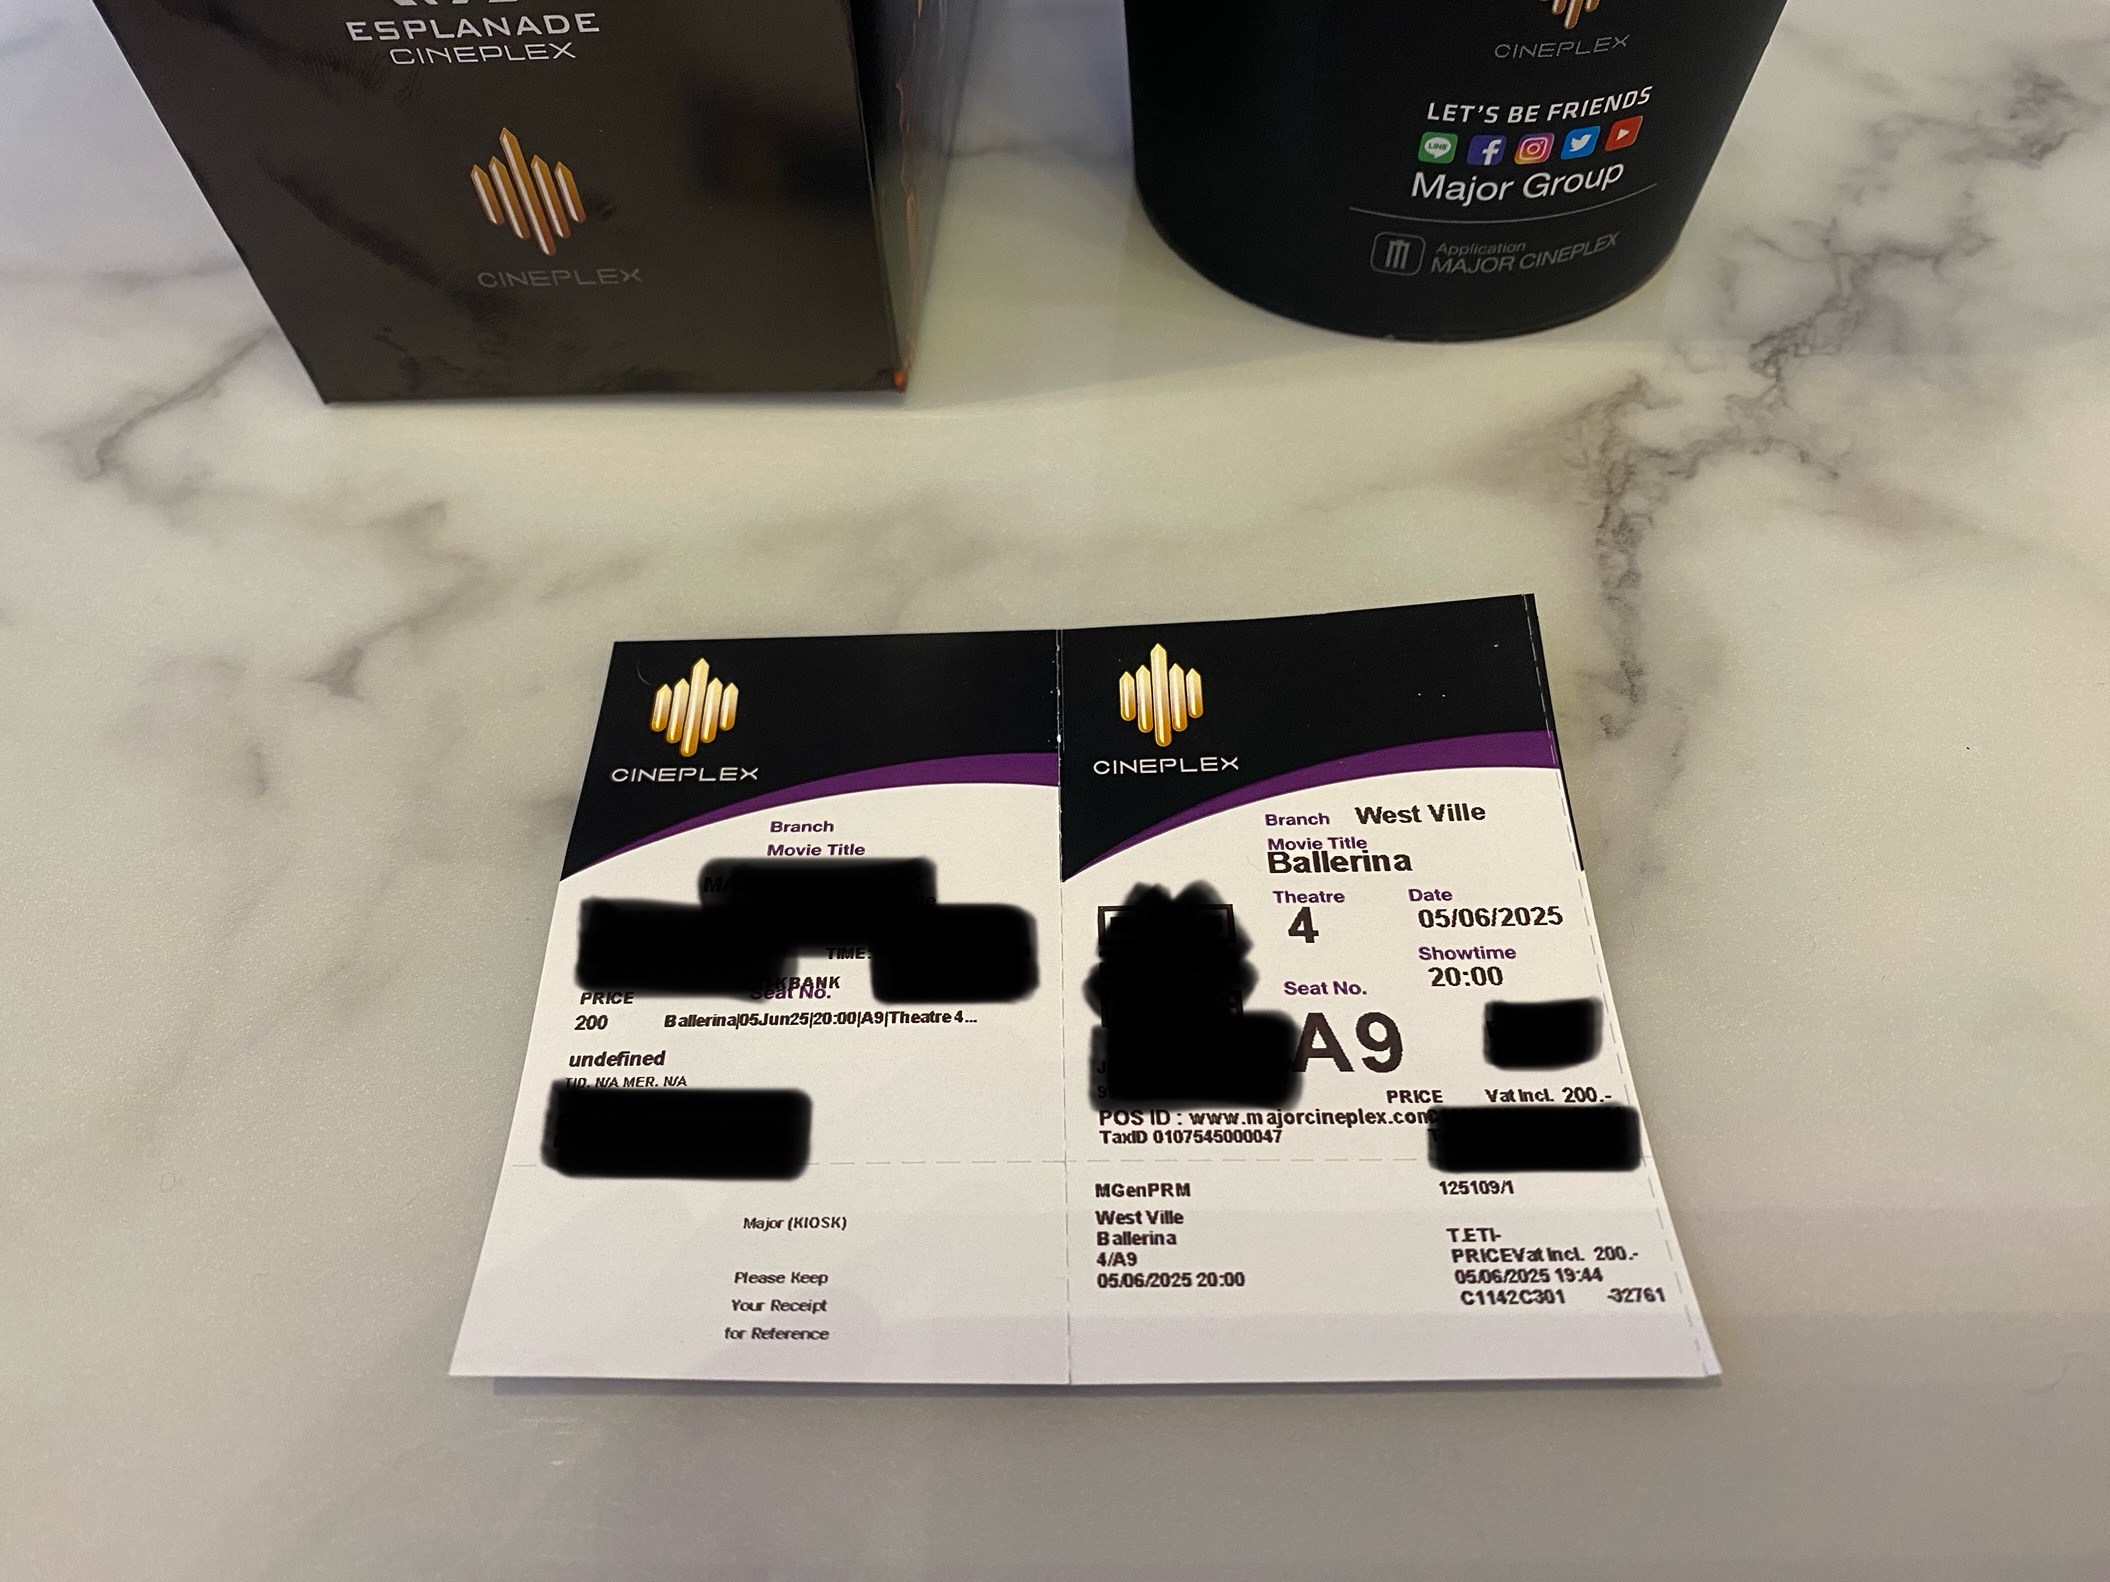 ESPLANADE
CINEPLEX
CINEPLEX
CINEPLEX
LET'S BE FRIENDS
LINE
Major Group
Application
MAJOR CINEPLEX
CINEPLEX
Branch
Movie Title
TIME:
KBANK
Seat No.
PRICE
200 Ballerina|05Jun25|20:00|A9|Theatre 4...
undefined
TID. N/A MER. N/A
Major (KIOSK)
Please Keep
Your Receipt
for Reference
CINEPLEX
Branch West Ville
Movie Title
Ballerina
Theatre Date
4 05/06/2025
Showtime
20:00
Seat No.
A9
PRICE Vat Incl. 200.-
POS ID : www.majorcineplex.com
TaxID 0107545000047
MGenPRM 125109/1
West Ville
Ballerina T.ETI-
4/A9 PRICEVat Incl. 200.-
05/06/2025 20:00 05/06/2025 19:44
C1142C301 -32761